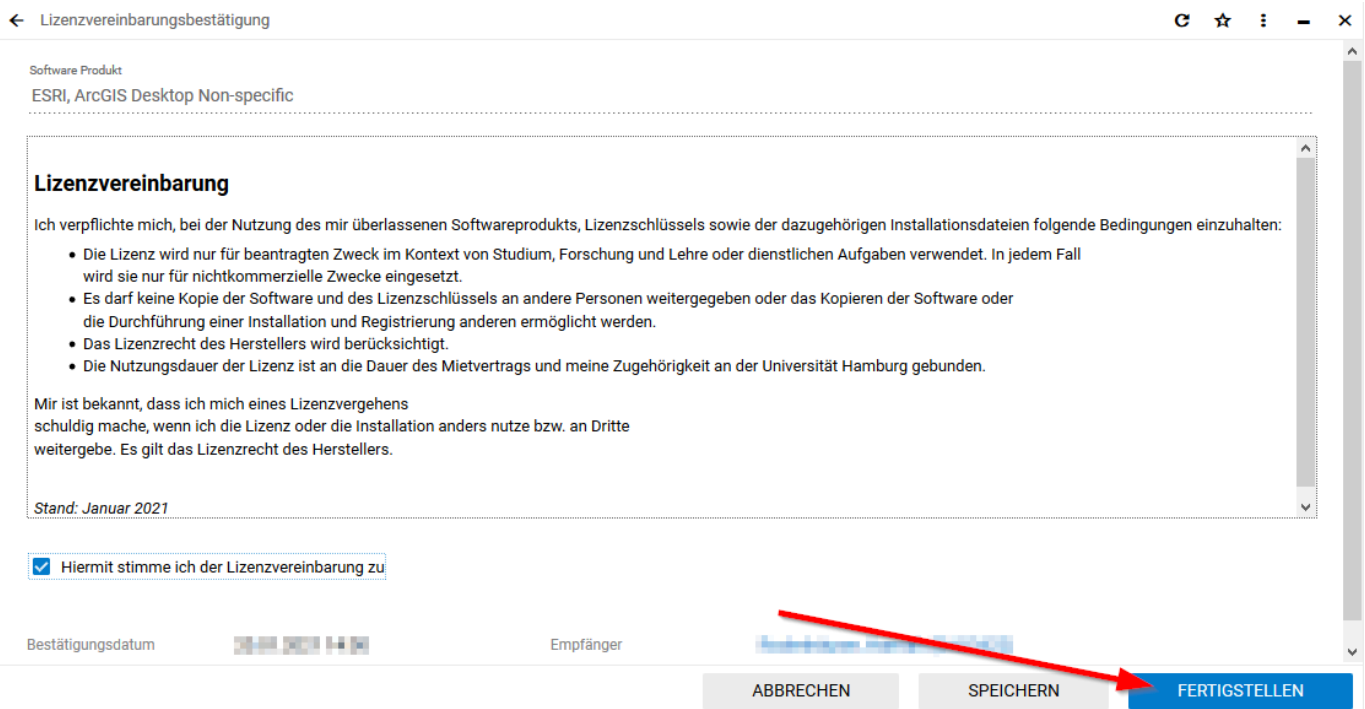 Lizenzvereinbarungsbestätigung
Software Produkt
ESRI, ArcGIS Desktop Non-specific
Lizenzvereinbarung
Ich verpflichte mich, bei der Nutzung des mir überlassenen Softwareprodukts, Lizenzschlüssels sowie der dazugehörigen Installationsdateien folgende Bedingungen einzuhalten:
• Die Lizenz wird nur für beantragten Zweck im Kontext von Studium, Forschung und Lehre oder dienstlichen Aufgaben verwendet. In jedem Fall
wird sie nur für nichtkommerzielle Zwecke eingesetzt.
• Es darf keine Kopie der Software und des Lizenzschlüssels an andere Personen weitergegeben oder das Kopieren der Software oder
die Durchführung einer Installation und Registrierung anderen ermöglicht werden.
• Das Lizenzrecht des Herstellers wird berücksichtigt.
• Die Nutzungsdauer der Lizenz ist an die Dauer des Mietvertrags und meine Zugehörigkeit an der Universität Hamburg gebunden.
Mir ist bekannt, dass ich mich eines Lizenzvergehens
schuldig mache, wenn ich die Lizenz oder die Installation anders nutze bzw. an Dritte
weitergebe. Es gilt das Lizenzrecht des Herstellers.
Stand: Januar 2021
Hiermit stimme ich der Lizenzvereinbarung zu
Bestätigungsdatum
Empfänger
ABBRECHEN
SPEICHERN
FERTIGSTELLEN